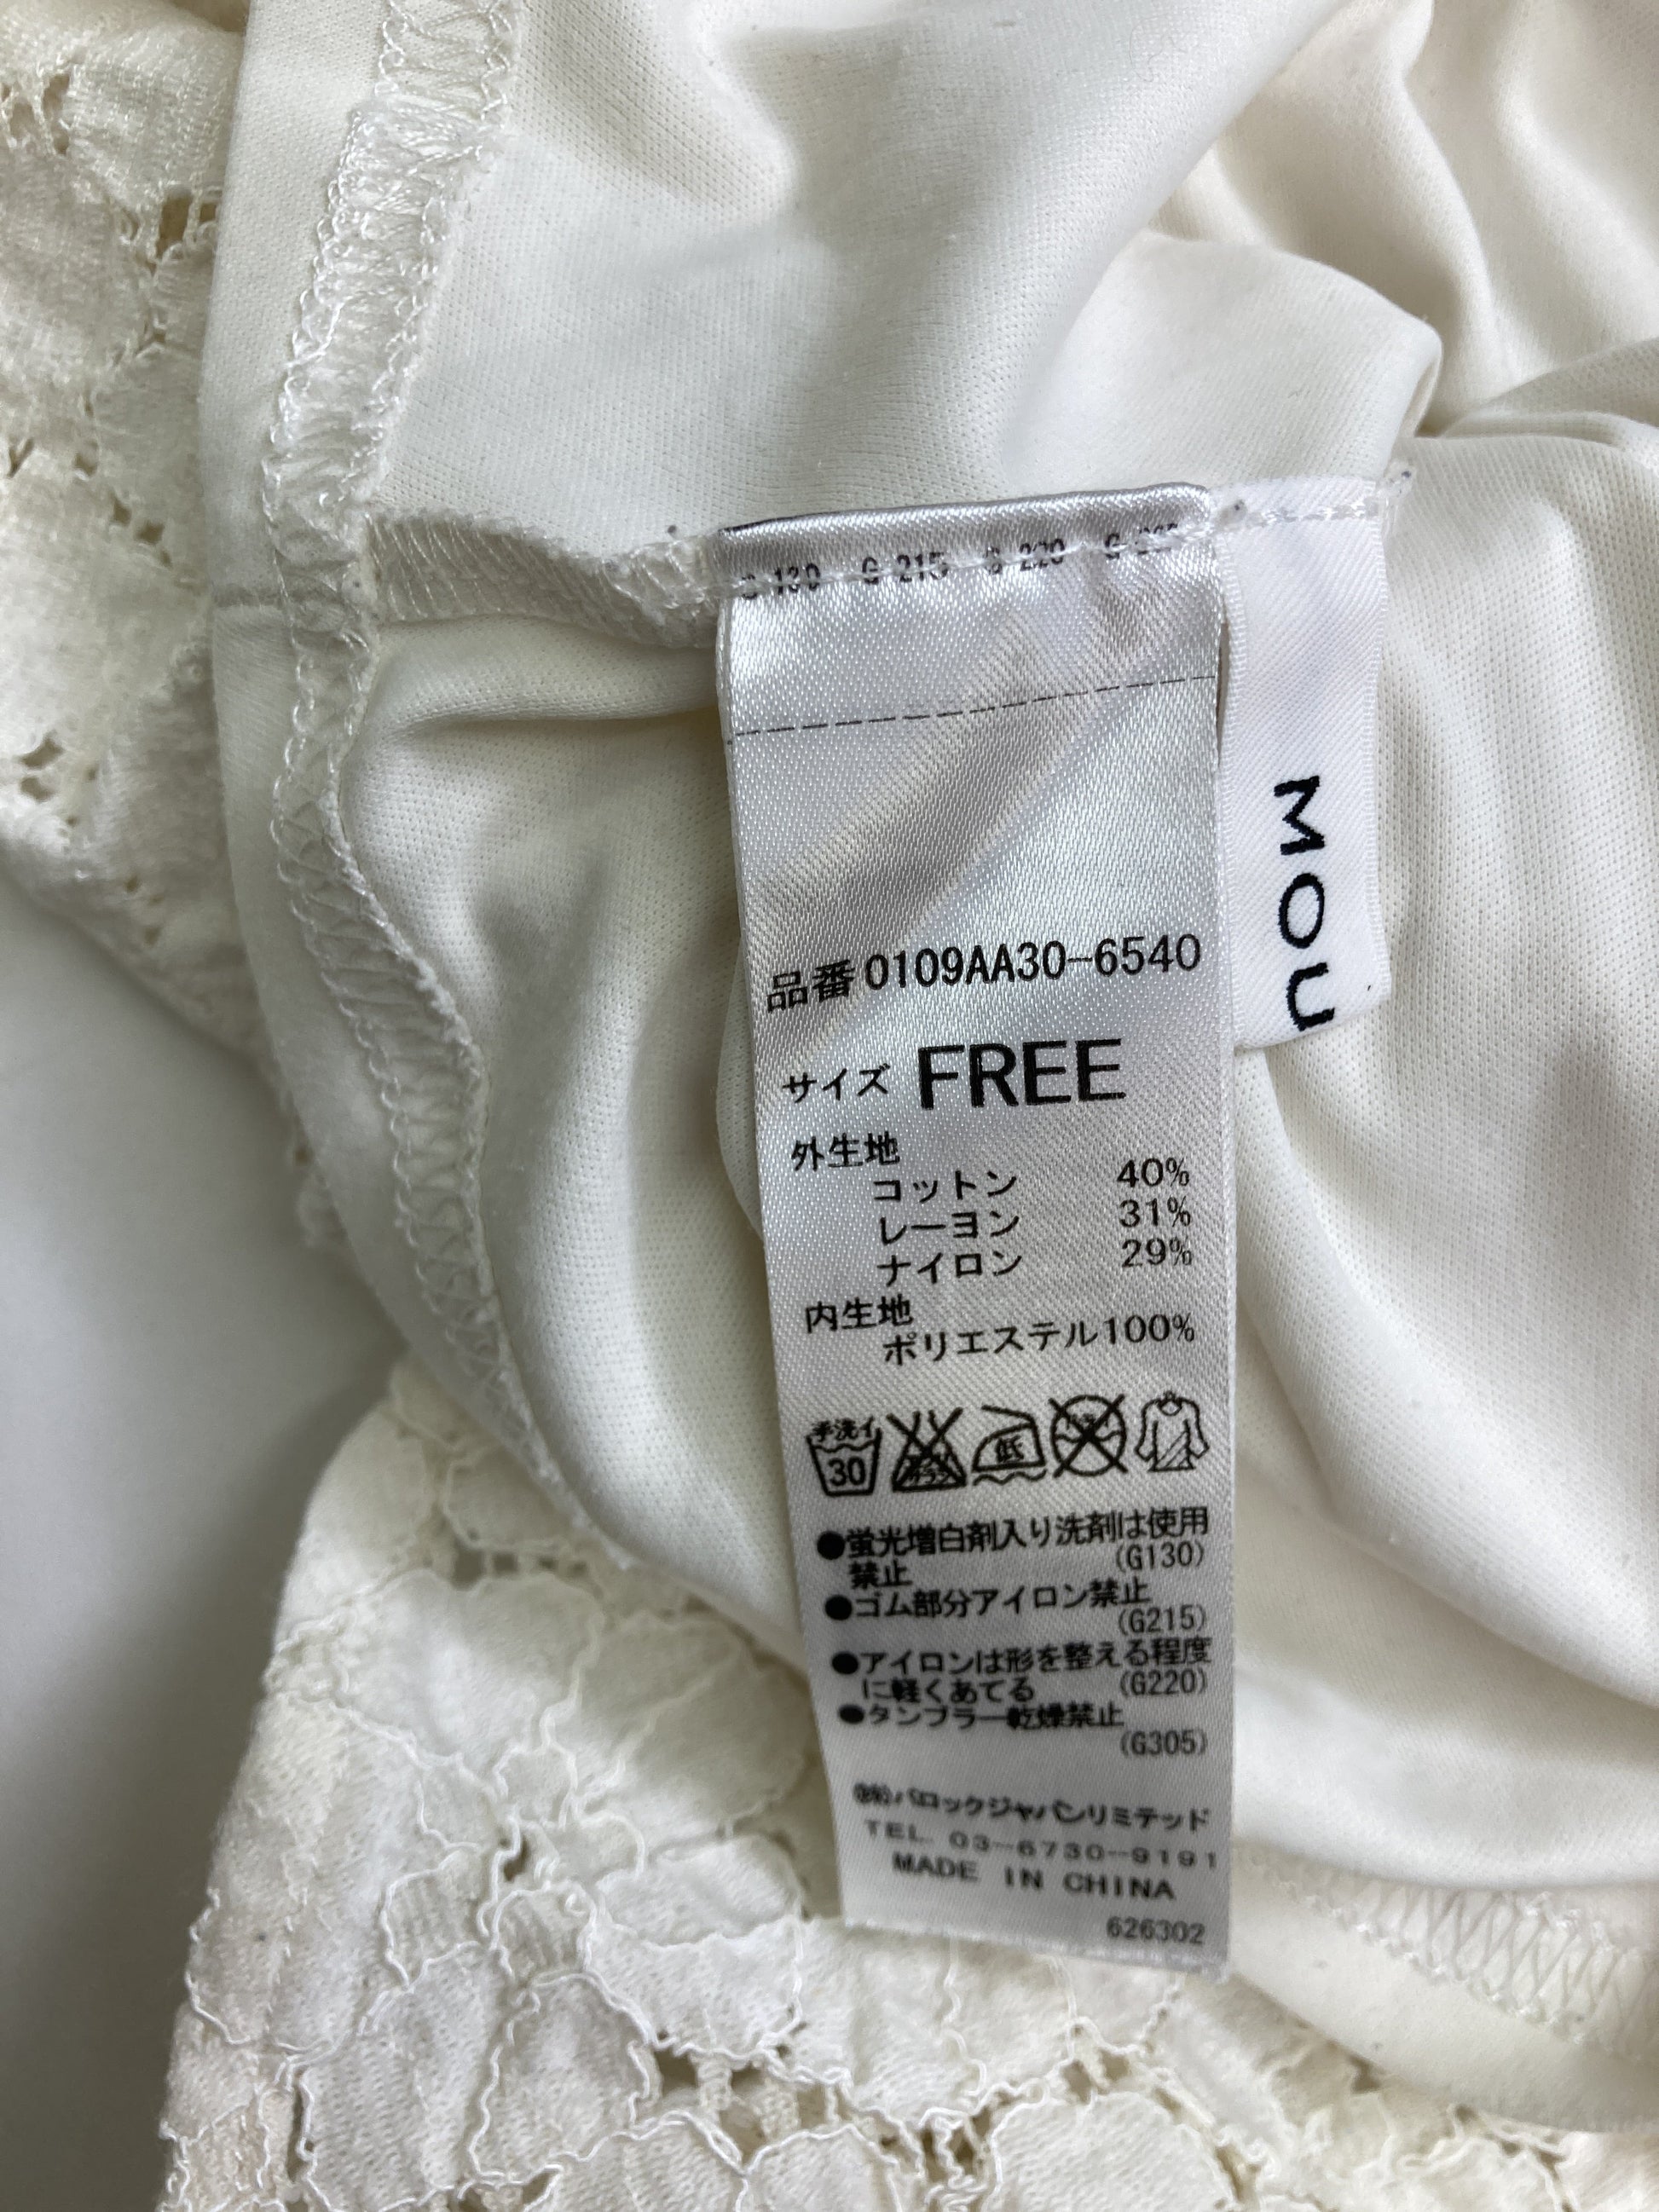 G 215
品番 0109AA30-6540
サイズ FREE
外生地
コットン 40%
レーヨン 31%
ナイロン 29%
内生地
ポリエステル100%
手洗イ
30
低
●蛍光増白剤入り洗剤は使用
禁止 (G130)
●ゴム部分アイロン禁止
(G215)
●アイロンは形を整える程度
に軽くあてる (G220)
●タンブラー乾燥禁止
(G305)
㈱バロックジャパンリミテッド
TEL 03-6730-9191
MADE IN CHINA
626302
MOU